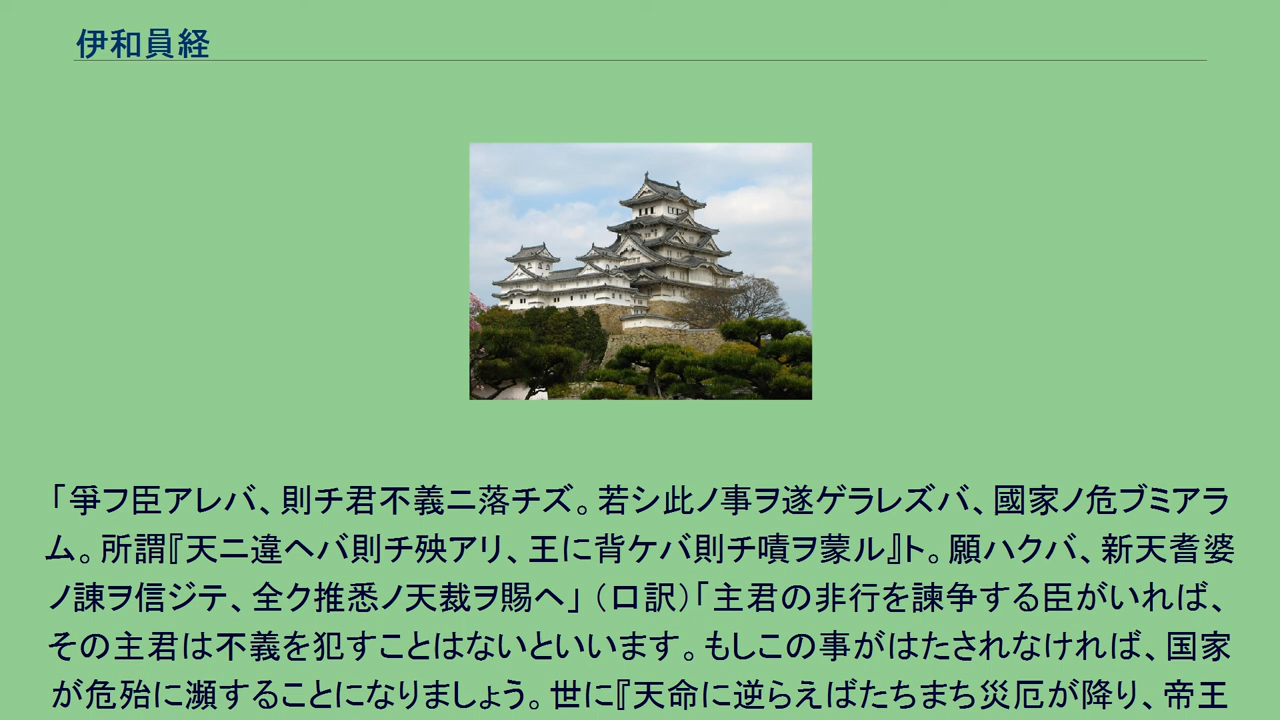 伊和員経
「爭フ臣アレバ、則チ君不義ニ落チズ。若シ此ノ事ヲ遂ゲラレズバ、國家ノ危ブミアラ
ム。所謂『天ニ違ヘバ則チ殃アリ、王に背ケバ則チ嘖ヲ蒙ル』ト。願ハクバ、新天耆婆
ノ諌ヲ信ジテ、全ク推悉ノ天裁ヲ賜ヘ」（口訳）「主君の非行を諫争する臣がいれば、
その主君は不義を犯すことはないといいます。もしこの事がはたされなければ、国家
が危殆に瀕することになりましょう。世に『天命に逆らえばたちまち災厄が降り、帝王